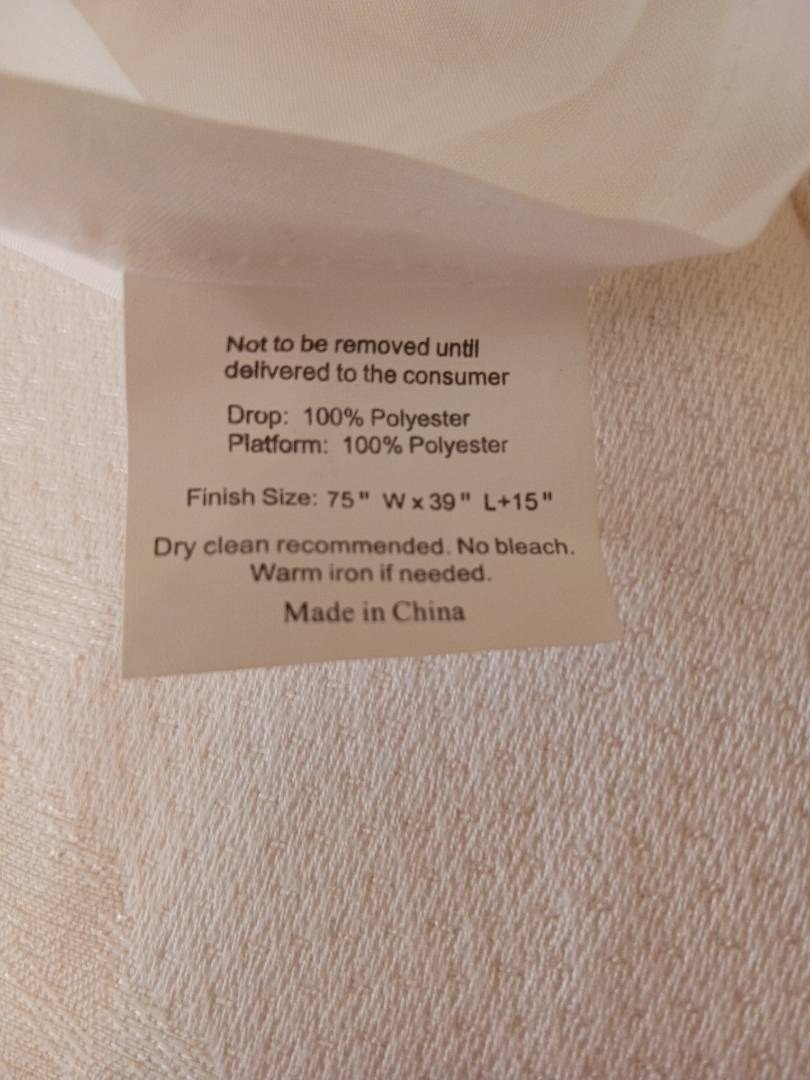 Not to be removed until
delivered to the consumer
Drop: 100% Polyester
Platform: 100% Polyester
Finish Size: 75" W x 39" L+15"
Dry clean recommended. No bleach.
Warm iron if needed.
Made in China